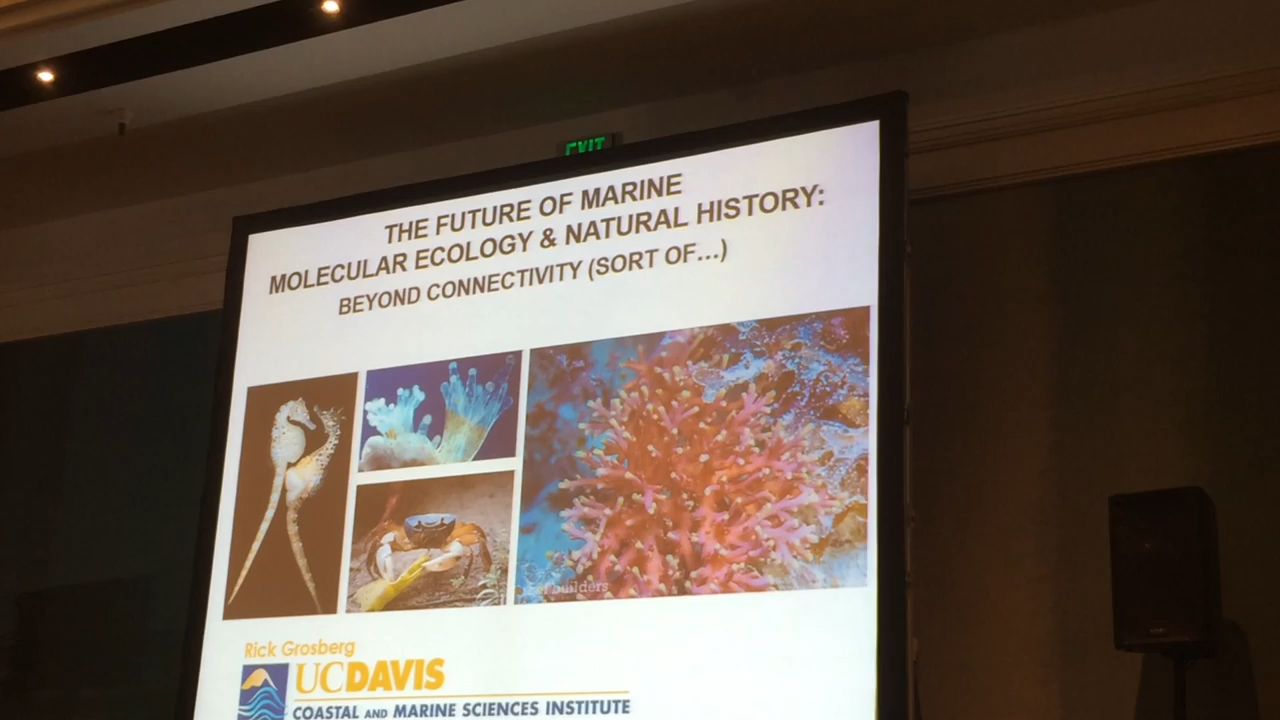 EXIT
THE FUTURE OF MARINE
MOLECULAR ECOLOGY & NATURAL HISTORY:
BEYOND CONNECTIVITY (SORT OF...)
builders
Rick Grosberg
UCDAVIS
COASTAL AND MARINE SCIENCES INSTITUTE